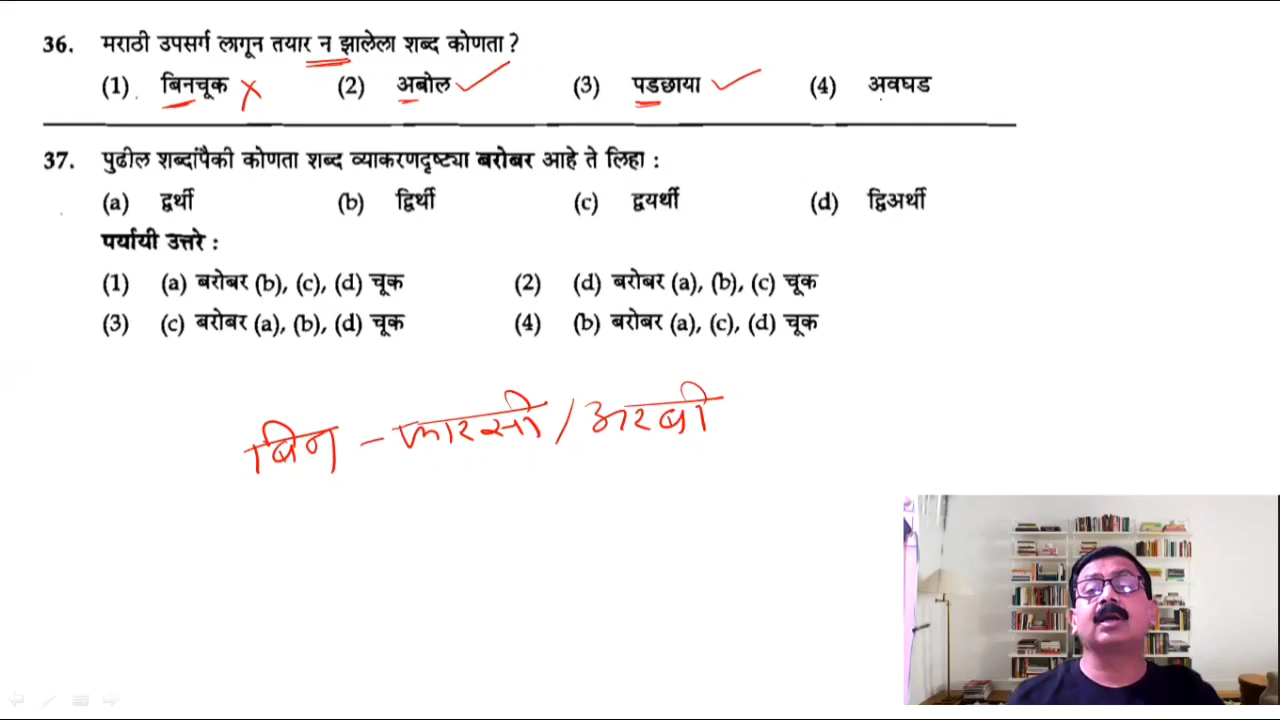 36. मराठी उपसर्ग लागून तयार न झालेला शब्द कोणता ?
(1) बिनचूक (2) अबोल (3) पडछाया (4) अवघड
37. पुढील शब्दांपैकी कोणता शब्द व्याकरणदृष्ट्या बरोबर आहे ते लिहा :
(a) द्वर्थी (b) द्विर्थी (c) द्वयर्थी (d) द्विअर्थी
पर्यायी उत्तरे :
(1) (a) बरोबर (b), (c), (d) चूक (2) (d) बरोबर (a), (b), (c) चूक
(3) (c) बरोबर (a), (b), (d) चूक (4) (b) बरोबर (a), (c), (d) चूक
बिन - फारसी / अरबी